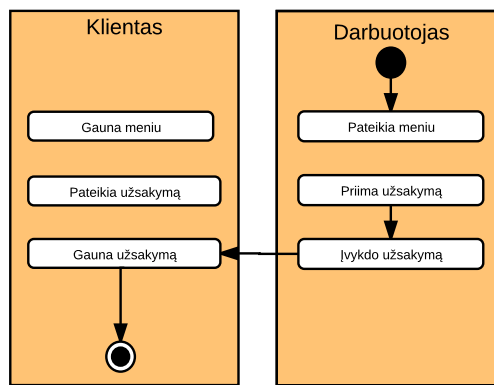 Klientas
Gauna meniu
Pateikia užsakymą
Gauna užsakymą
Darbuotojas
Pateikia meniu
Priima užsakymą
Įvykdo užsakymą